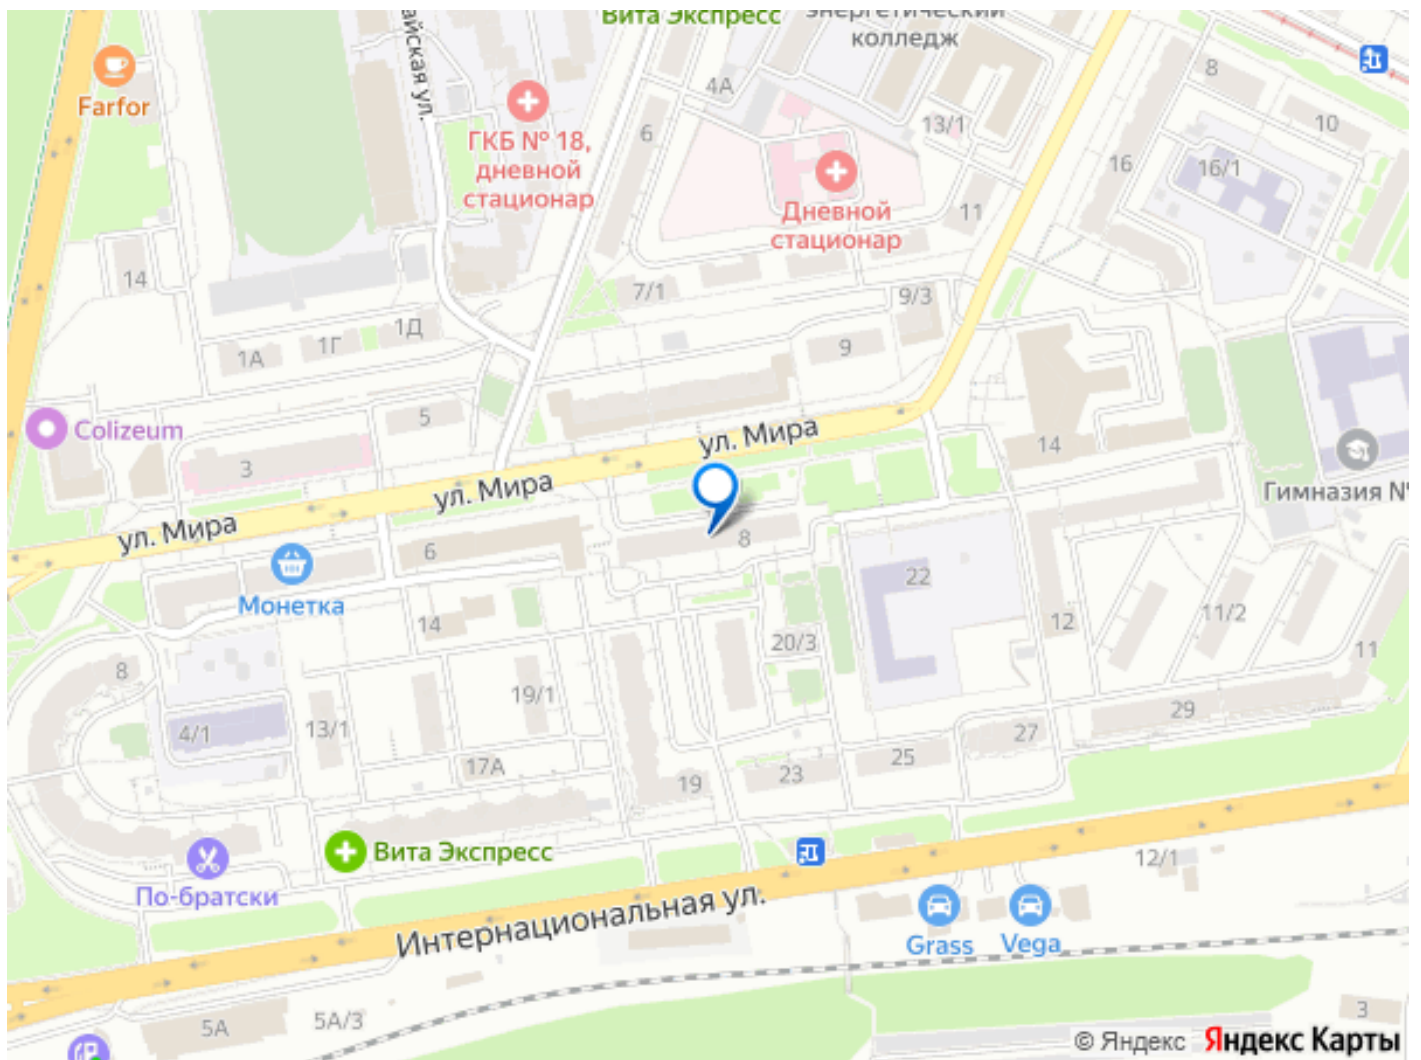 Вита Экспресс
энергетический
колледж
Farfor
ГКБ № 18,
дневной
стационар
4А
6
8
10
13/1
16
16/1
Дневной
стационар
11
14
7/1
9/3
1А
1Г
1Д
9
5
Colizeum
3
ул. Мира
14
ул. Мира
Гимназия №
ул. Мира
6
8
Монетка
22
14
20/3
12
11/2
11
8
19/1
4/1
13/1
29
27
17А
19
23
25
Вита Экспресс
По-братски
12/1
Интернациональная ул.
Grass
Vega
5А
5А/3
3
© Яндекс Яндекс Карты